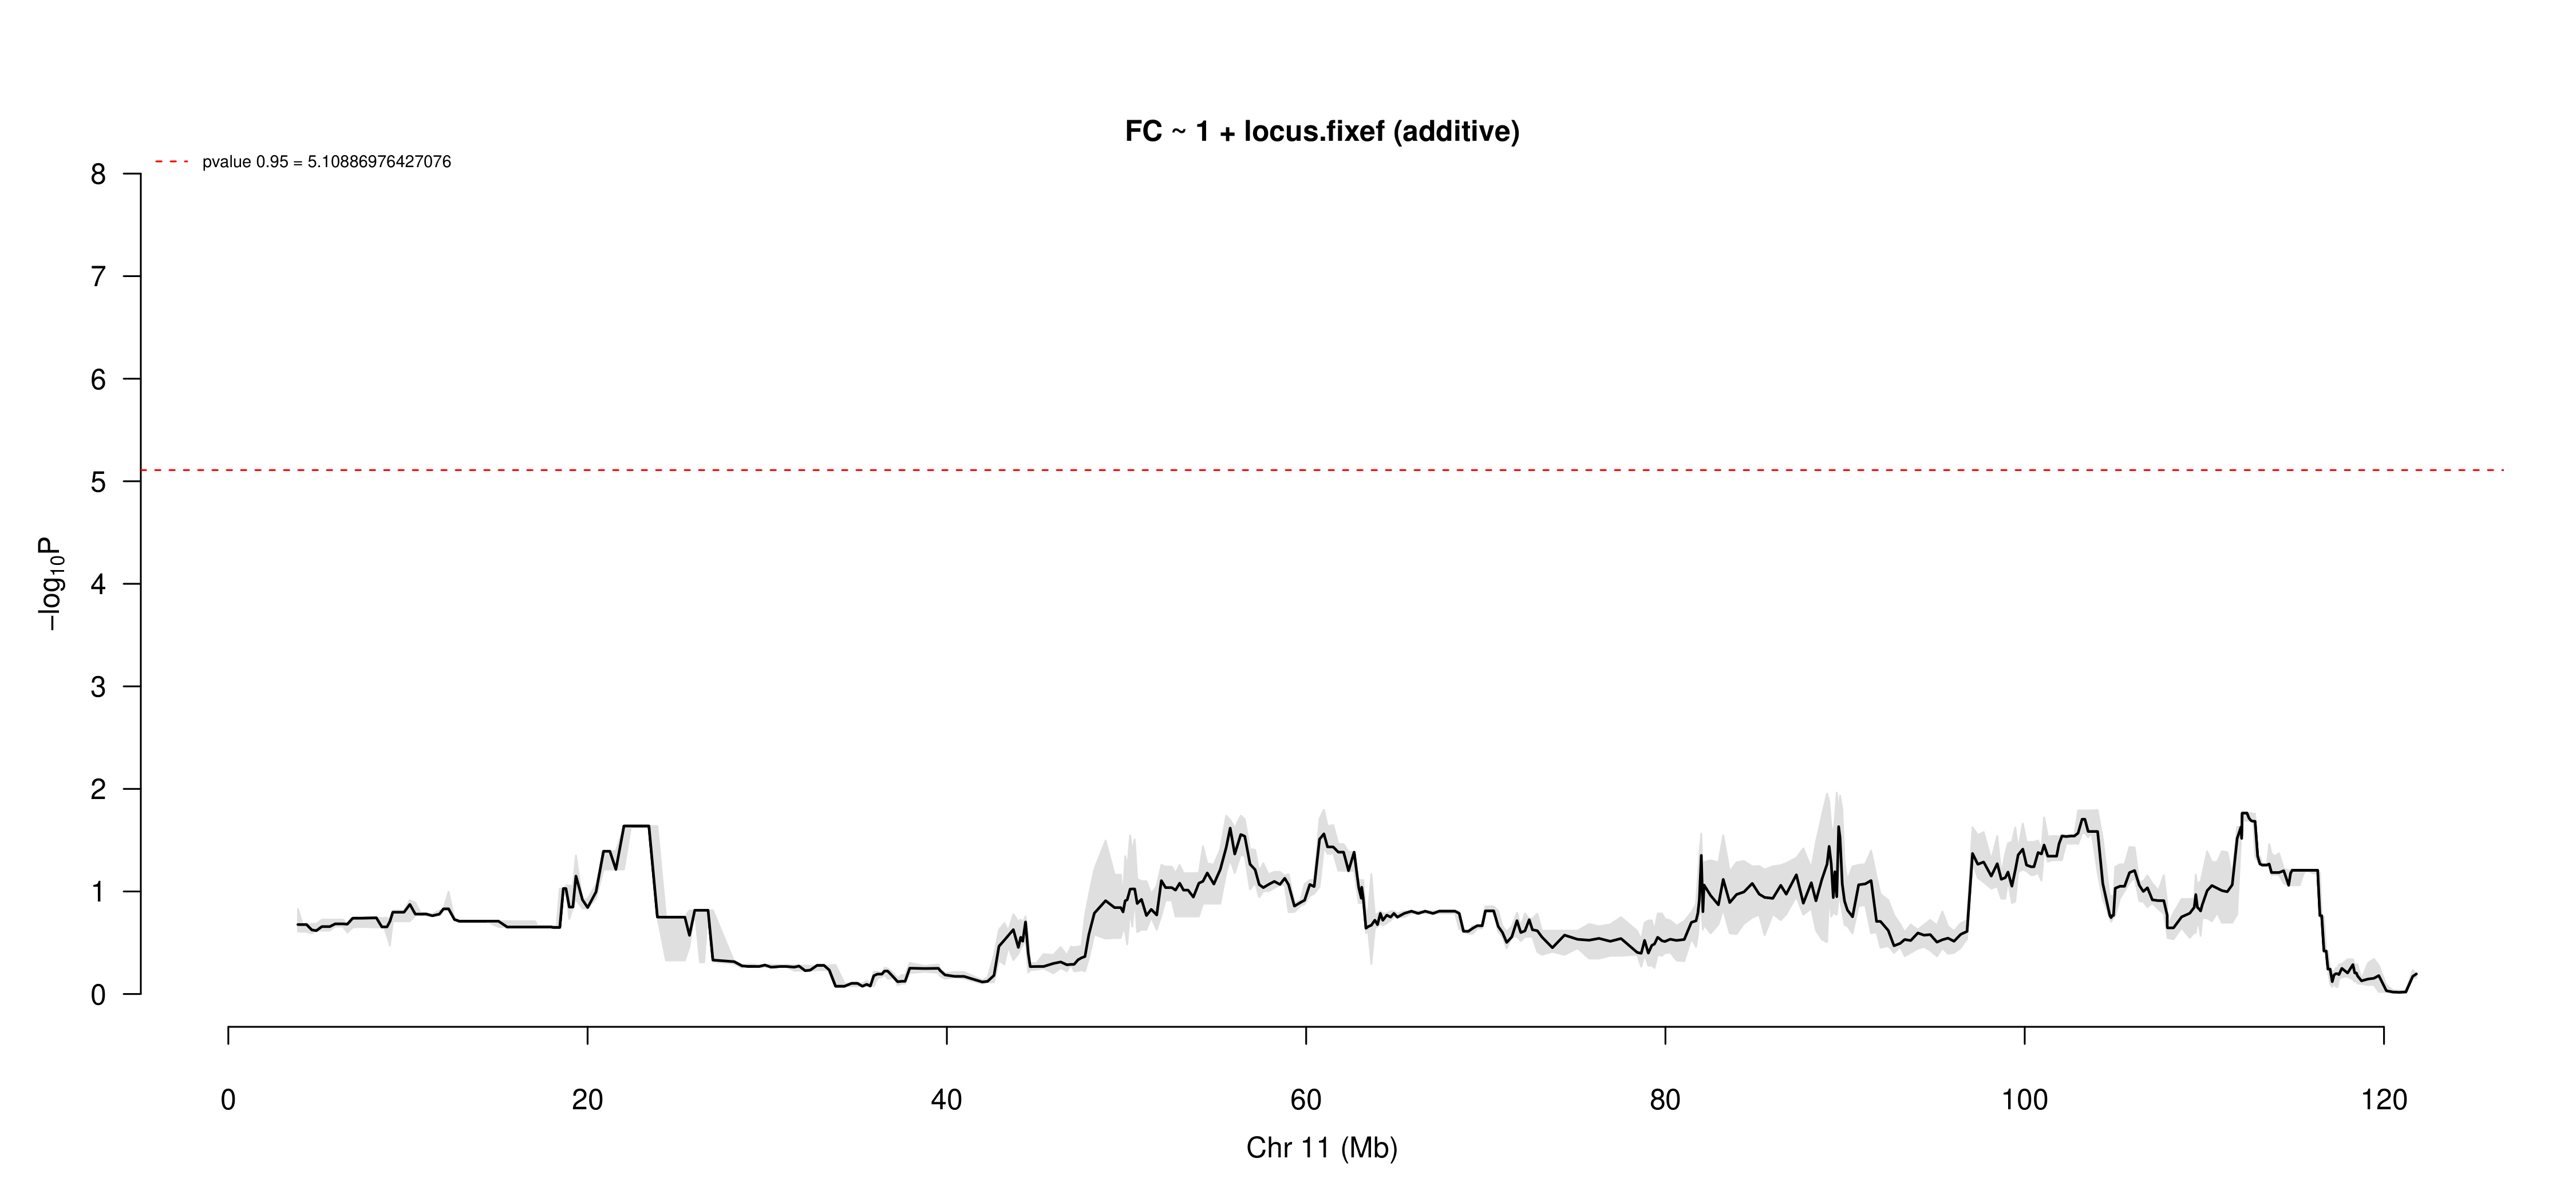 FC ~ 1 + locus.fixef (additive)
pvalue 0.95 = 5.10886976427076
8
7
6
5
4
3
2
1
0
−log10P
0 20 40 60 80 100 120
Chr 11 (Mb)